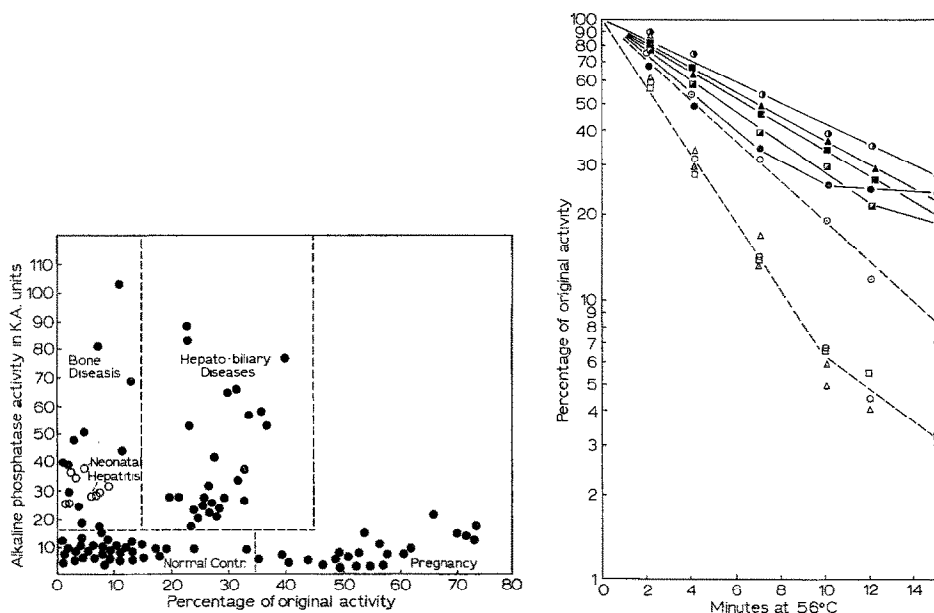 Alkaline phosphatase activity in K.A. units
110
100
90
80
70
60
50
40
30
20
10
Bone
Diseasis
Hepato-biliary
Diseases
Neonatal
Hepatitis
Normal Contr.
Pregnancy
0 10 20 30 40 50 60 70 80
Percentage of original activity
Percentage of original activity
100
90
80
70
60
50
40
30
20
10
9
8
7
6
5
4
3
2
1
0 2 4 6 8 10 12 14
Minutes at 56°C